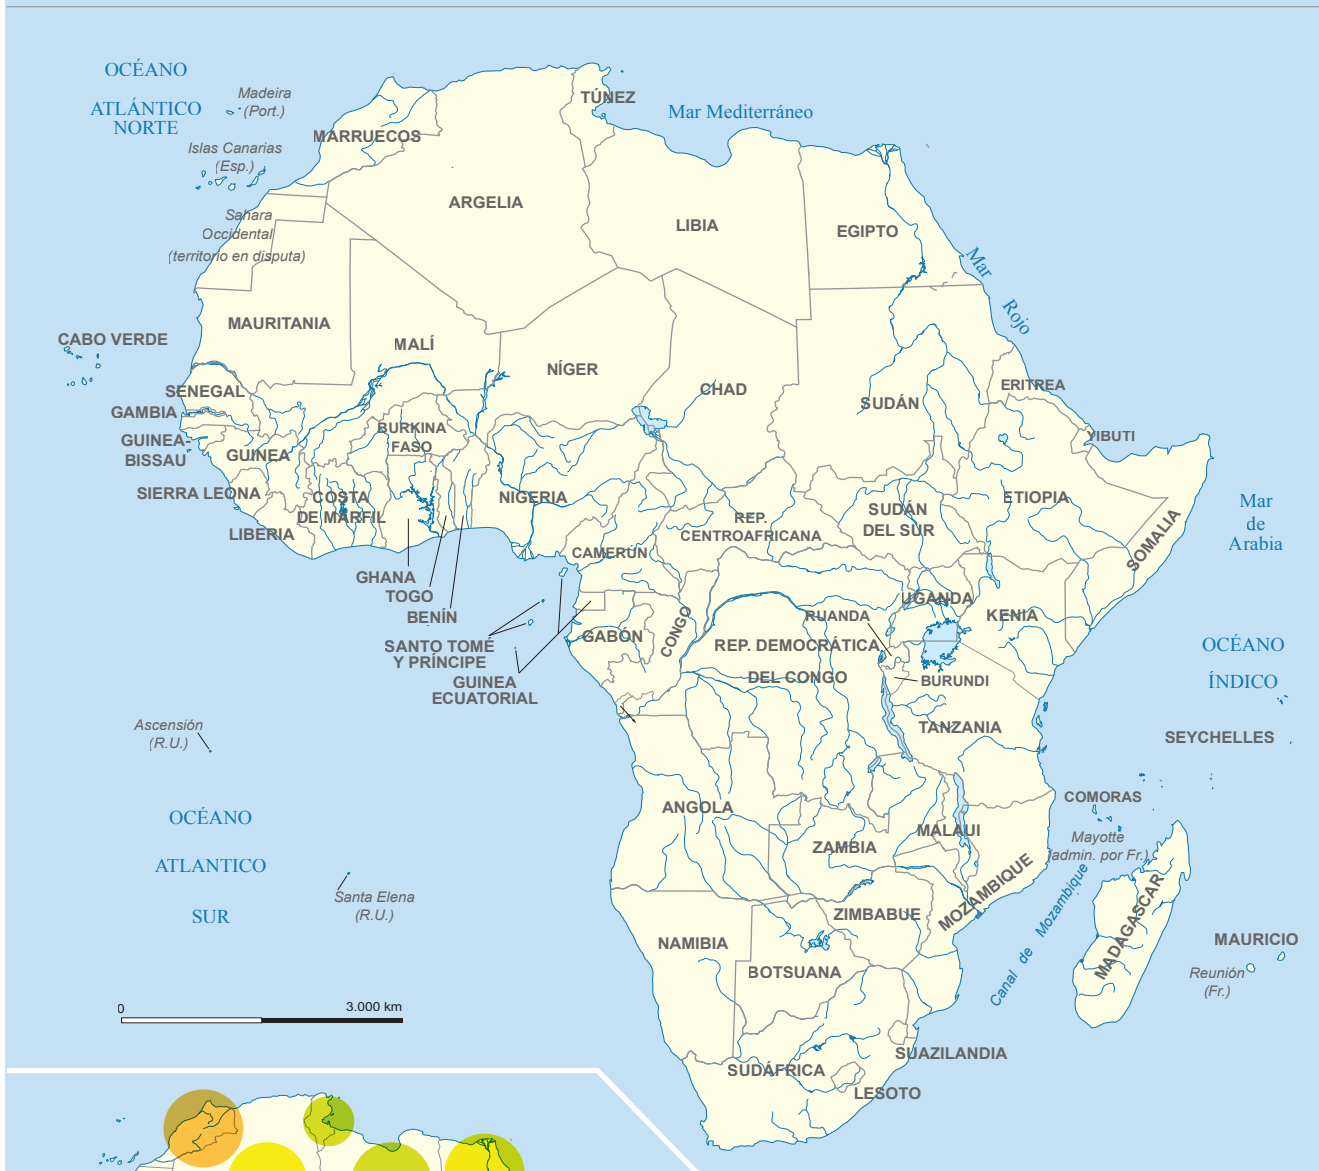 OCÉANO
ATLÁNTICO
NORTE
Madeira
(Port.)
Islas Canarias
(Esp.)
MARRUECOS
TÚNEZ
Mar Mediterráneo
ARGELIA
LIBIA
EGIPTO
Sahara
Occidental
(territorio en disputa)
Mar
Rojo
MAURITANIA
CABO VERDE
MALÍ
NÍGER
CHAD
SUDÁN
ERITREA
SENEGAL
GAMBIA
GUINEA-
BISSAU
GUINEA
BURKINA
FASO
YIBUTI
SIERRA LEONA
COSTA
DE MARFIL
NIGERIA
ETIOPIA
SUDÁN
DEL SUR
REP.
CENTROAFRICANA
SOMALIA
Mar
de
Arabia
LIBERIA
CAMERÚN
GHANA
TOGO
BENÍN
UGANDA
KENIA
RUANDA
SANTO TOMÉ
Y PRÍNCIPE
GUINEA
ECUATORIAL
GABÓN
CONGO
REP. DEMOCRÁTICA
DEL CONGO
BURUNDI
OCÉANO
ÍNDICO
TANZANIA
SEYCHELLES
Ascensión
(R.U.)
COMORAS
ANGOLA
MALAUI
ZAMBIA
Mayotte
(admin. por Fr.)
OCÉANO
ATLANTICO
SUR
Santa Elena
(R.U.)
MOZAMBIQUE
Canal de Mozambique
MADAGASCAR
ZIMBABUE
NAMIBIA
BOTSUANA
MAURICIO
Reunión
(Fr.)
0 3.000 km
SUAZILANDIA
SUDÁFRICA
LESOTO